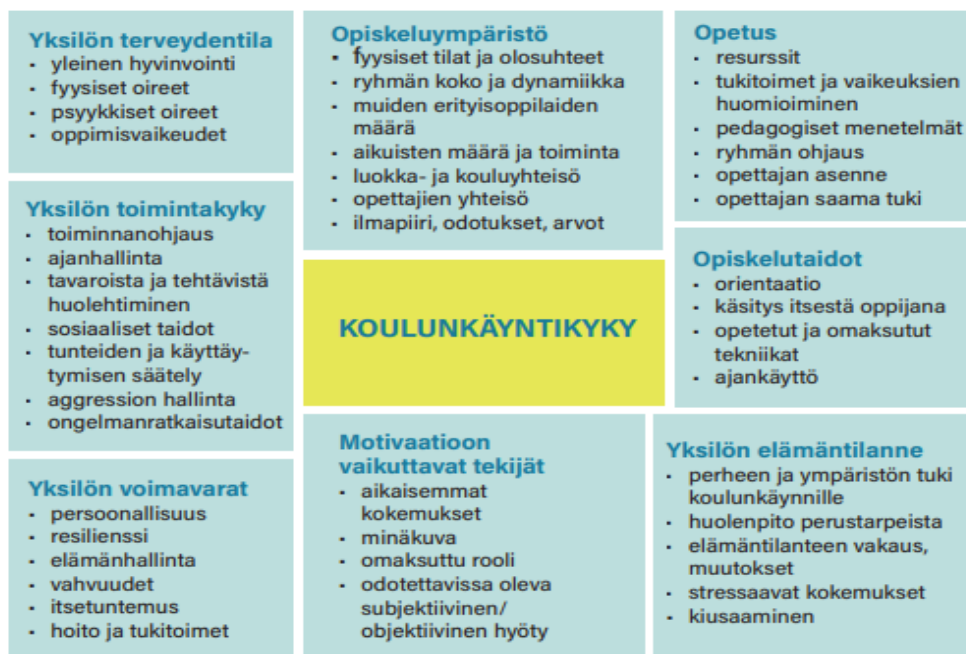 Yksilön terveydentila
- yleinen hyvinvointi
- fyysiset oireet
- psyykkiset oireet
- oppimisvaikeudet
Opiskeluympäristö
- fyysiset tilat ja olosuhteet
- ryhmän koko ja dynamiikka
- muiden erityisoppilaiden
määrä
- aikuisten määrä ja toiminta
- luokka- ja kouluyhteisö
- opettajien yhteisö
- ilmapiiri, odotukset, arvot
Opetus
- resurssit
- tukitoimet ja vaikeuksien
huomioiminen
- pedagogiset menetelmät
- ryhmän ohjaus
- opettajan asenne
- opettajan saama tuki
Yksilön toimintakyky
- toiminnanohjaus
- ajanhallinta
- tavaroista ja tehtävistä
huolehtiminen
- sosiaaliset taidot
- tunteiden ja käyttäy-
tymisen säätely
- aggression hallinta
- ongelmanratkaisutaidot
KOULUNKÄYNTIKYKY
Opiskelutaidot
- orientaatio
- käsitys itsestä oppijana
- opetetut ja omaksutut
tekniikat
- ajankäyttö
Yksilön voimavarat
- persoonallisuus
- resilienssi
- elämänhallinta
- vahvuudet
- itsetuntemus
- hoito ja tukitoimet
Motivaatioon
vaikuttavat tekijät
- aikaisemmat
kokemukset
- minäkuva
- omaksuttu rooli
- odotettavissa oleva
subjektiivinen/
objektiivinen hyöty
Yksilön elämäntilanne
- perheen ja ympäristön tuki
koulunkäynnille
- huolenpito perustarpeista
- elämäntilanteen vakaus,
muutokset
- stressaavat kokemukset
- kiusaaminen